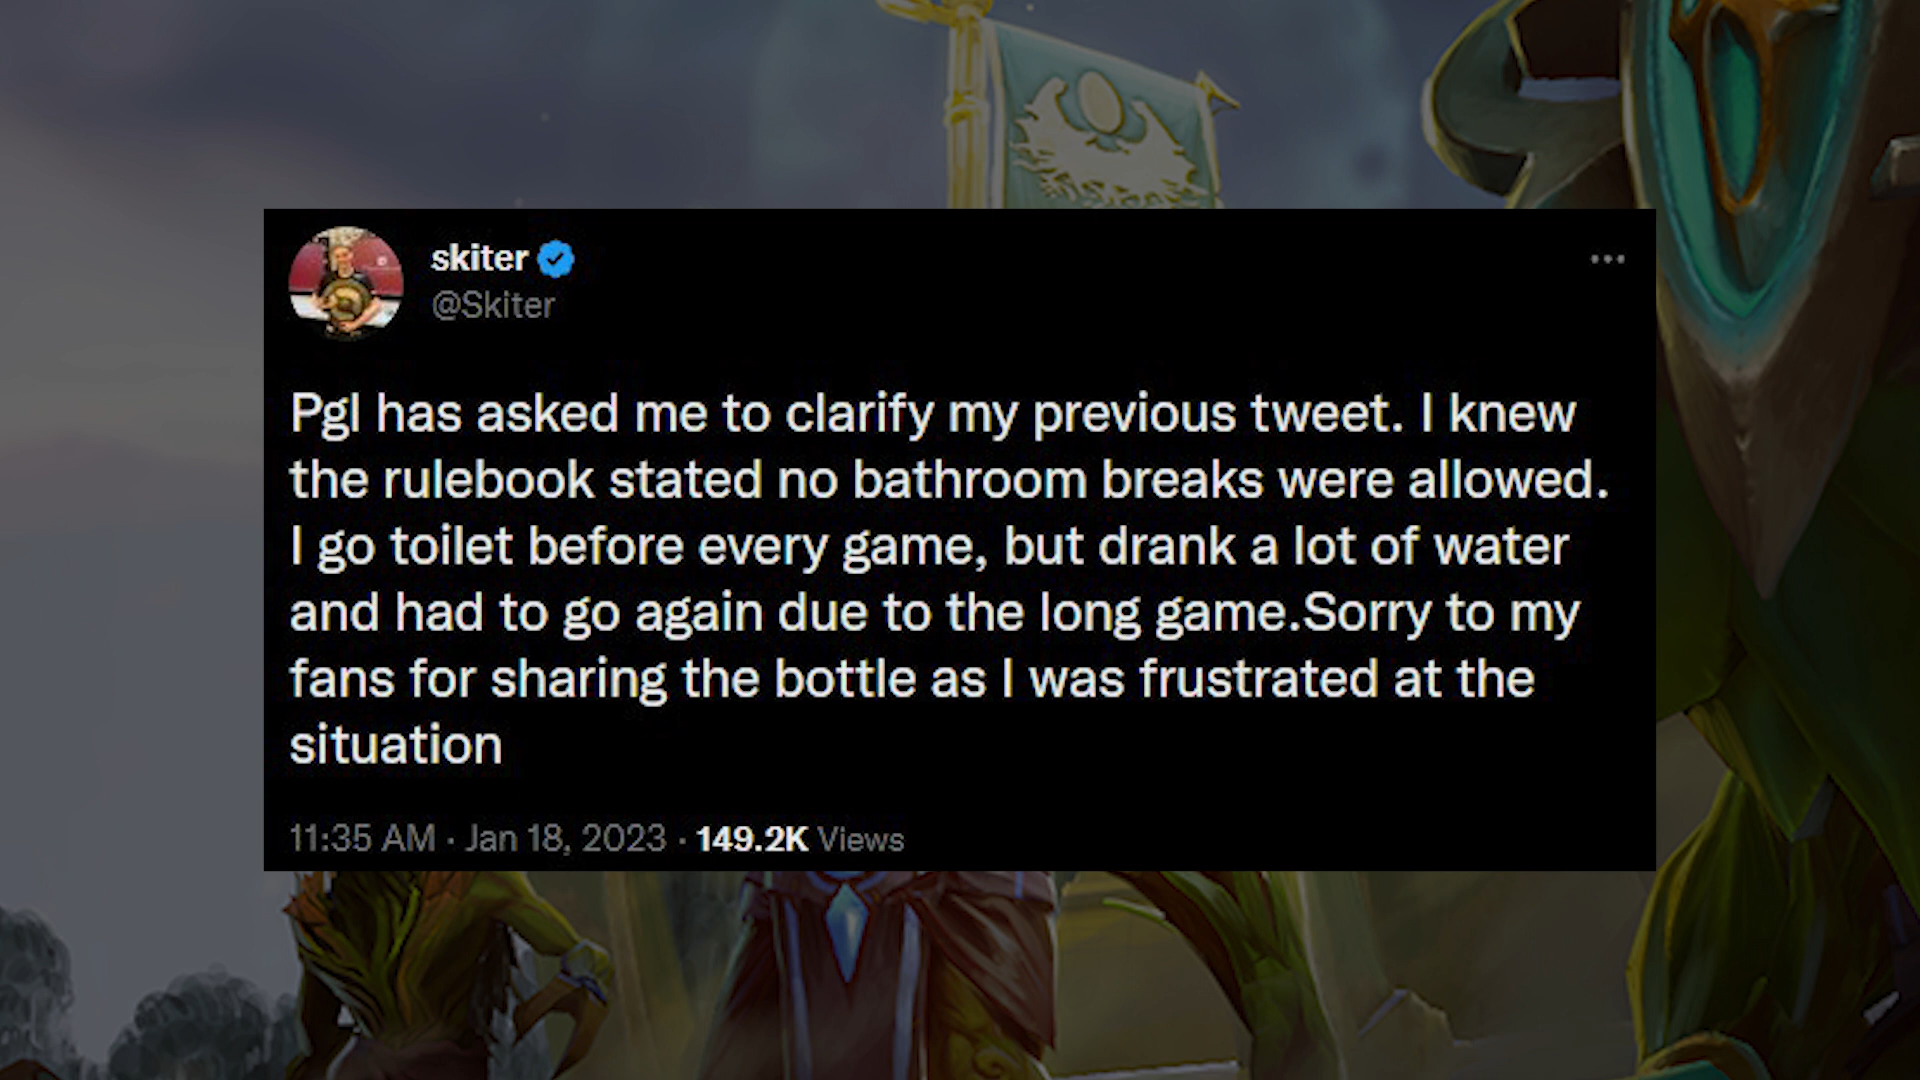 skiter
@Skiter
Pgl has asked me to clarify my previous tweet. I knew
the rulebook stated no bathroom breaks were allowed.
I go toilet before every game, but drank a lot of water
and had to go again due to the long game.Sorry to my
fans for sharing the bottle as I was frustrated at the
situation
11:35 AM · Jan 18, 2023 · 149.2K Views